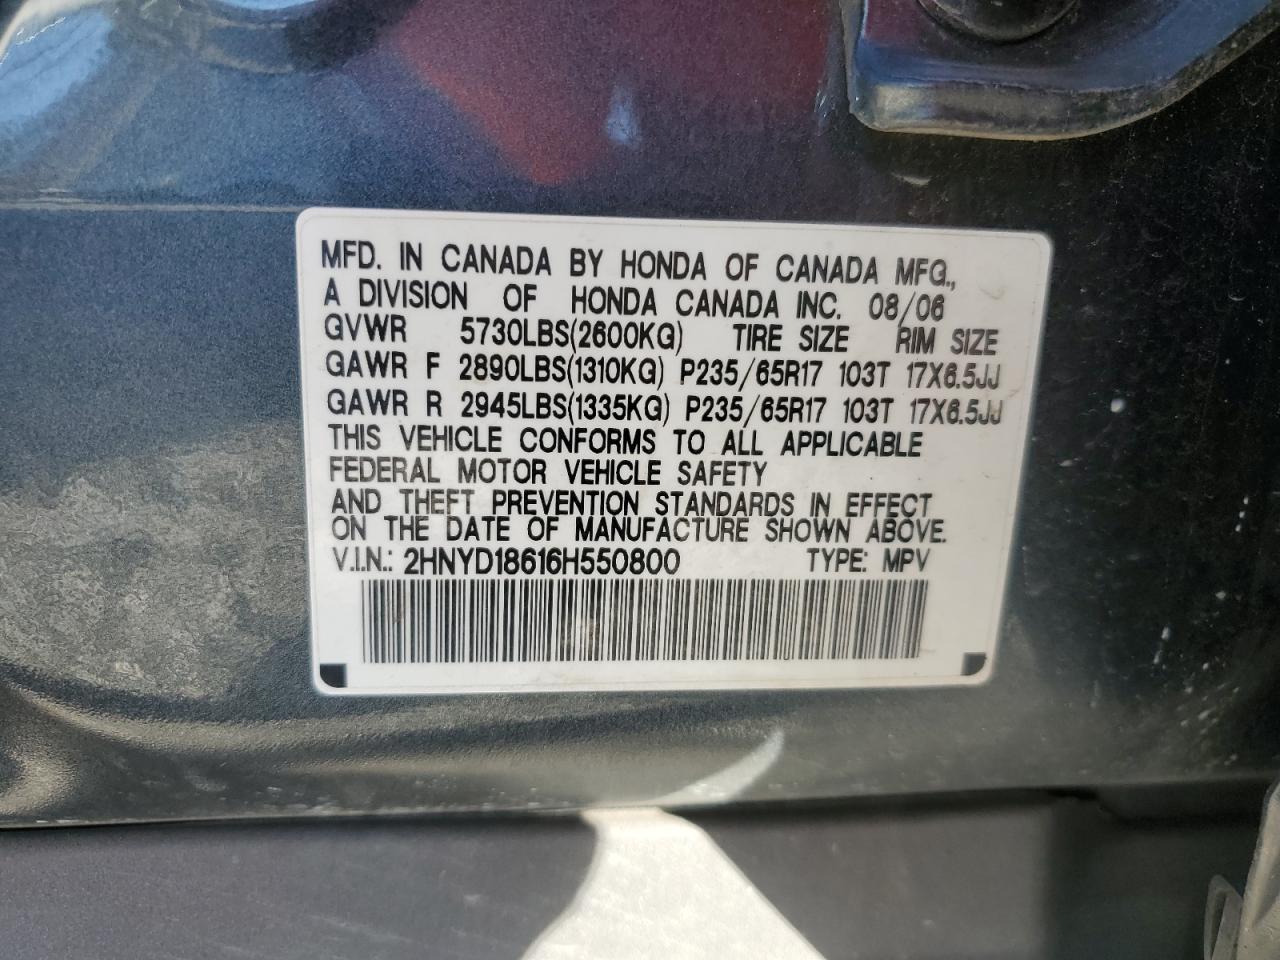 MFD. IN CANADA BY HONDA OF CANADA MFG.,
A DIVISION OF HONDA CANADA INC. 08/06
GVWR 5730LBS(2600KG) TIRE SIZE RIM SIZE
GAWR F 2890LBS(1310KG) P235/65R17 103T 17X6.5JJ
GAWR R 2945LBS(1335KG) P235/65R17 103T 17X6.5JJ
THIS VEHICLE CONFORMS TO ALL APPLICABLE
FEDERAL MOTOR VEHICLE SAFETY
AND THEFT PREVENTION STANDARDS IN EFFECT
ON THE DATE OF MANUFACTURE SHOWN ABOVE.
V.I.N.: 2HNYD18616H550800 TYPE: MPV